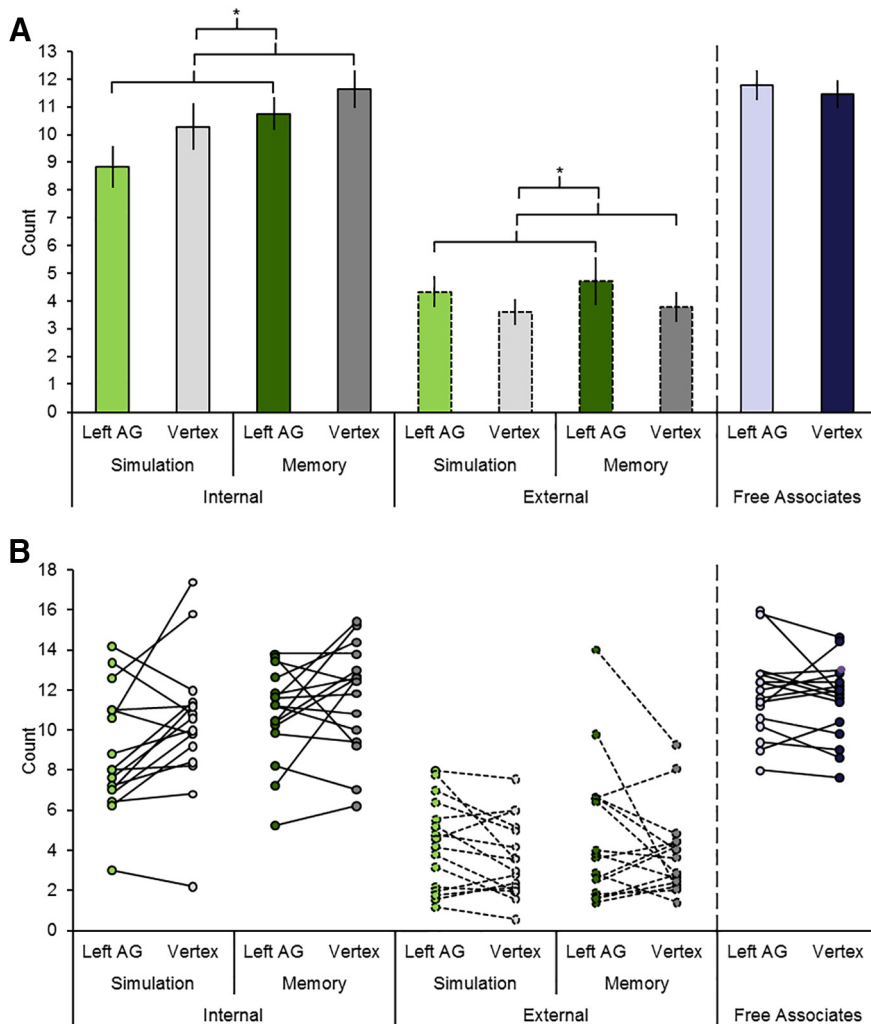 A
*
13
12
11
10
9
8
7
6
5
4
3
2
1
0
Count
*
Left AG Vertex Left AG Vertex Left AG Vertex Left AG Vertex Left AG Vertex
Simulation Memory Simulation Memory
Internal External Free Associates
B
18
16
14
12
10
8
6
4
2
0
Count
Left AG Vertex Left AG Vertex Left AG Vertex Left AG Vertex Left AG Vertex
Simulation Memory Simulation Memory
Internal External Free Associates